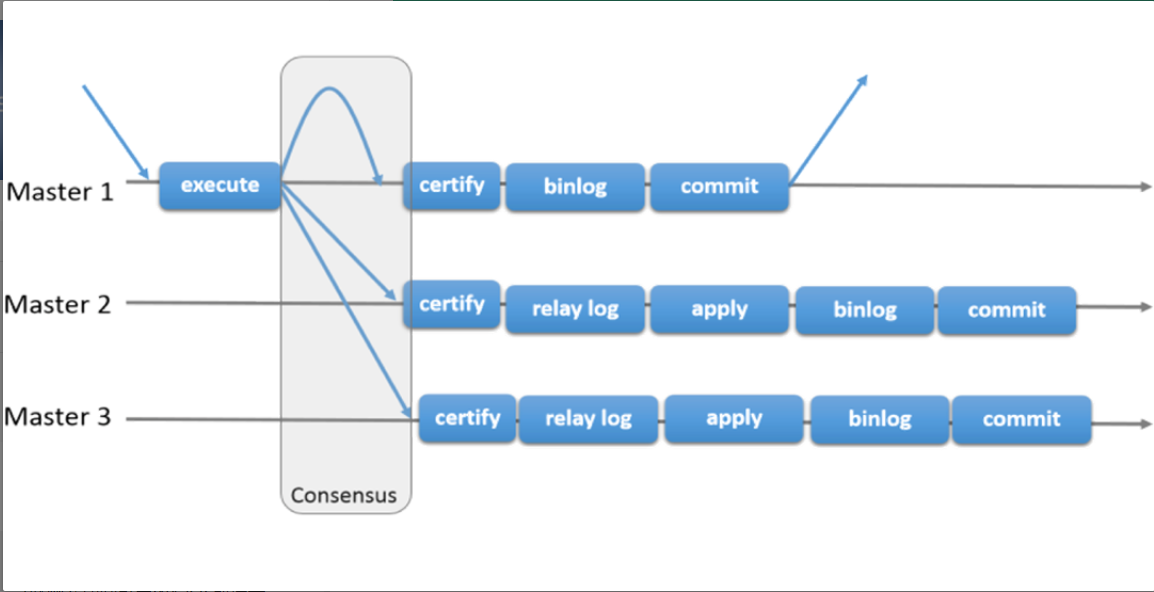 Master 1 execute certify binlog commit
Master 2 certify relay log apply binlog commit
Master 3 certify relay log apply binlog commit
Consensus